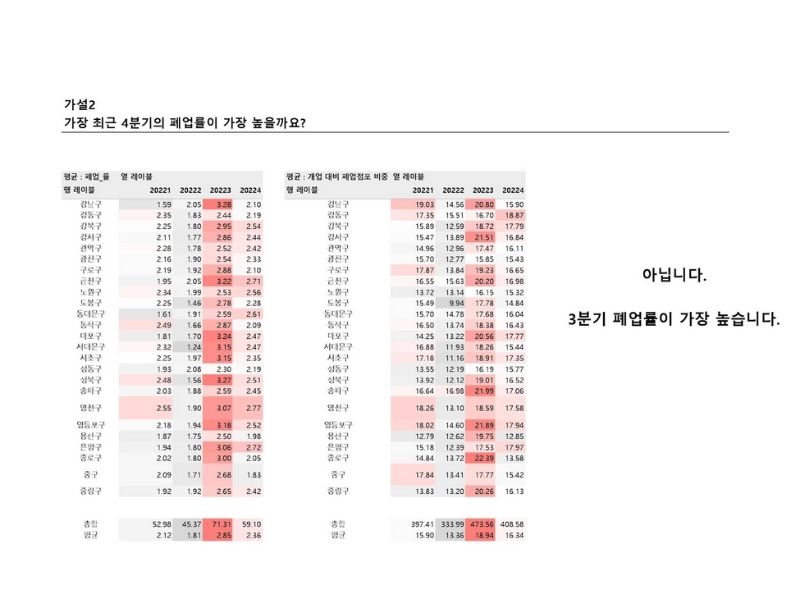 가설2
가장 최근 4분기의 폐업률이 가장 높을까요?
평균 : 폐업_률 열 레이블
행 레이블 20221 20222 20223 20224
강남구 1.59 2.05 3.28 2.10
강동구 2.35 1.83 2.44 2.19
강북구 2.25 1.80 2.95 2.54
강서구 2.11 1.77 2.86 2.44
관악구 2.28 1.78 2.52 2.42
광진구 2.16 1.90 2.54 2.33
구로구 2.19 1.92 2.88 2.10
금천구 1.95 2.05 3.22 2.71
노원구 2.34 1.99 2.53 2.56
도봉구 2.25 1.46 2.78 2.28
동대문구 1.61 1.91 2.59 2.61
동작구 2.49 1.66 2.87 2.09
마포구 1.81 1.70 3.24 2.47
서대문구 2.32 1.24 3.15 2.47
서초구 2.25 1.97 3.15 2.35
성동구 1.93 2.08 2.30 2.19
성북구 2.48 1.56 3.27 2.51
송파구 2.03 1.88 2.59 2.45
양천구 2.55 1.90 3.07 2.77
영등포구 2.18 1.94 3.18 2.52
용산구 1.87 1.75 2.50 1.98
은평구 1.94 1.80 3.06 2.72
종로구 2.02 1.80 3.00 2.05
중구 2.09 1.71 2.68 1.83
중랑구 1.92 1.92 2.65 2.42
총합 52.98 45.37 71.31 59.10
평균 2.12 1.81 2.85 2.36
평균 : 개업 대비 폐업점포 비중 열 레이블
행 레이블 20221 20222 20223 20224
강남구 19.03 14.56 20.80 15.90
강동구 17.35 15.51 16.70 18.87
강북구 15.89 12.59 18.72 17.79
강서구 15.47 13.89 21.51 16.84
관악구 14.96 12.96 17.47 16.11
광진구 15.70 12.77 15.85 15.43
구로구 17.87 13.84 19.23 16.65
금천구 16.55 15.63 20.20 16.98
노원구 13.72 13.14 16.15 15.32
도봉구 15.49 9.94 17.78 14.84
동대문구 15.70 14.78 17.68 16.04
동작구 16.50 13.74 18.38 16.43
마포구 14.25 13.22 20.56 17.77
서대문구 16.88 11.93 18.26 15.44
서초구 17.18 11.16 18.91 17.35
성동구 13.55 12.19 16.19 15.77
성북구 13.92 12.12 19.01 16.52
송파구 16.64 16.98 21.99 17.06
양천구 18.26 13.10 18.59 17.58
영등포구 18.02 14.60 21.89 17.94
용산구 12.79 12.62 19.75 12.85
은평구 15.18 12.39 17.53 17.97
종로구 14.84 13.72 22.39 13.58
중구 17.84 13.41 17.77 15.42
중랑구 13.83 13.20 20.26 16.13
총합 397.41 333.99 473.56 408.58
평균 15.90 13.36 18.94 16.34
아닙니다.
3분기 폐업률이 가장 높습니다.